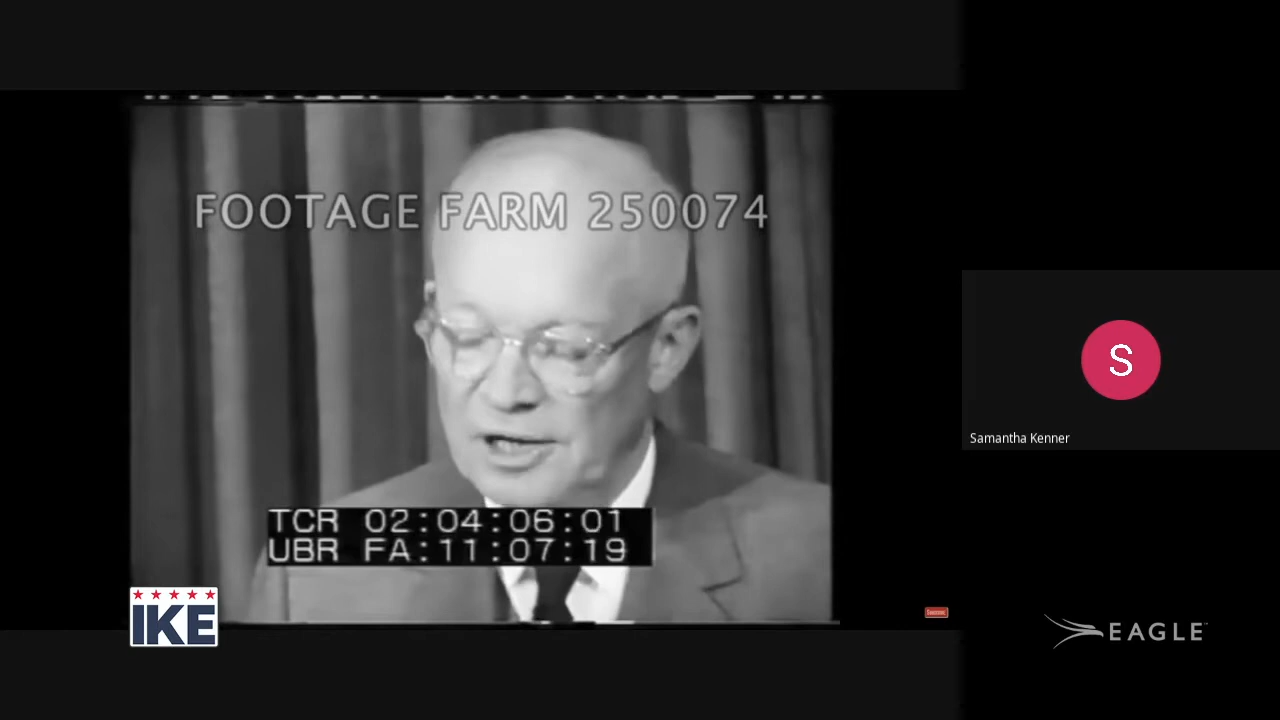 FOOTAGE FARM 250074
TCR 02:04:06:01
UBR FA:11:07:19
IKE
S
Samantha Kenner
EAGLE